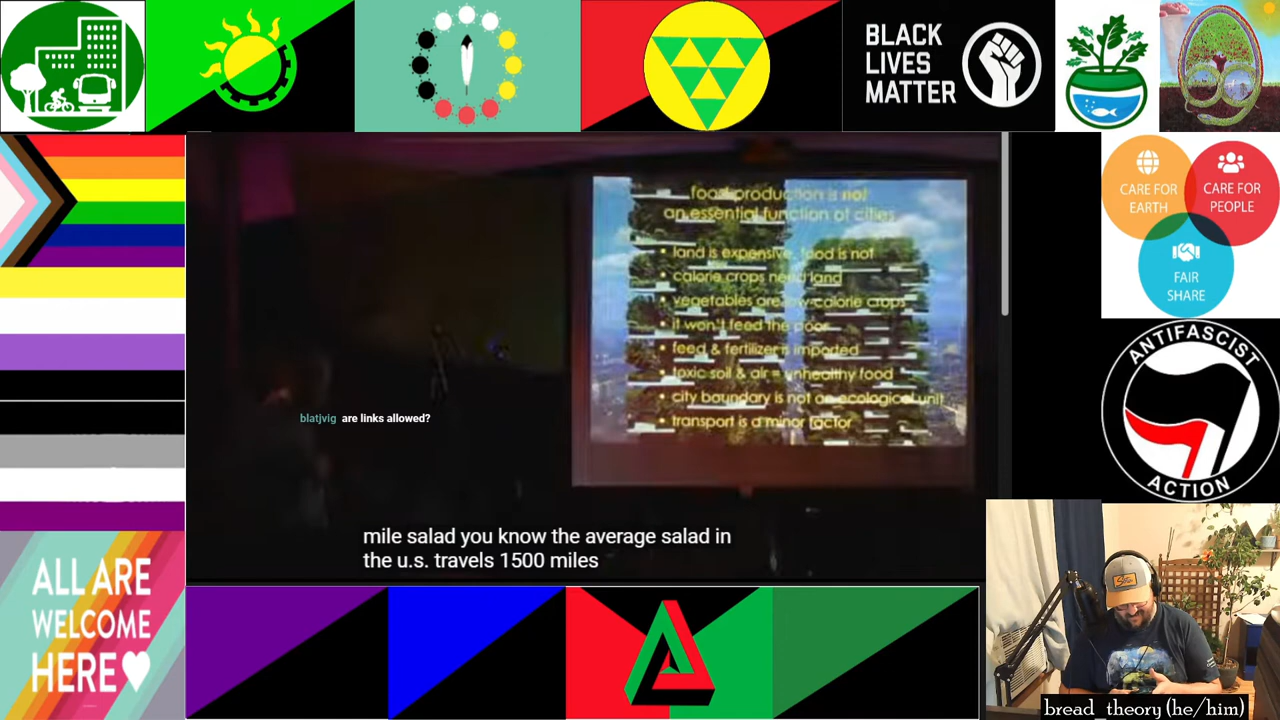 BLACK
LIVES
MATTER
CARE FOR
EARTH
CARE FOR
PEOPLE
FAIR
SHARE
food production is not
an essential function of cities
• land is expensive, food is not
• calorie crops need land
• vegetables are low-calorie crops
• it won't feed the poor
• feed & fertilizer is imported
• toxic soil & air = unhealthy food
• city boundary is not an ecological unit
• transport is a minor factor
blatjvig are links allowed?
ANTIFASCIST
ACTION
mile salad you know the average salad in
the u.s. travels 1500 miles
ALL ARE
WELCOME
HERE
bread_theory (he/him)